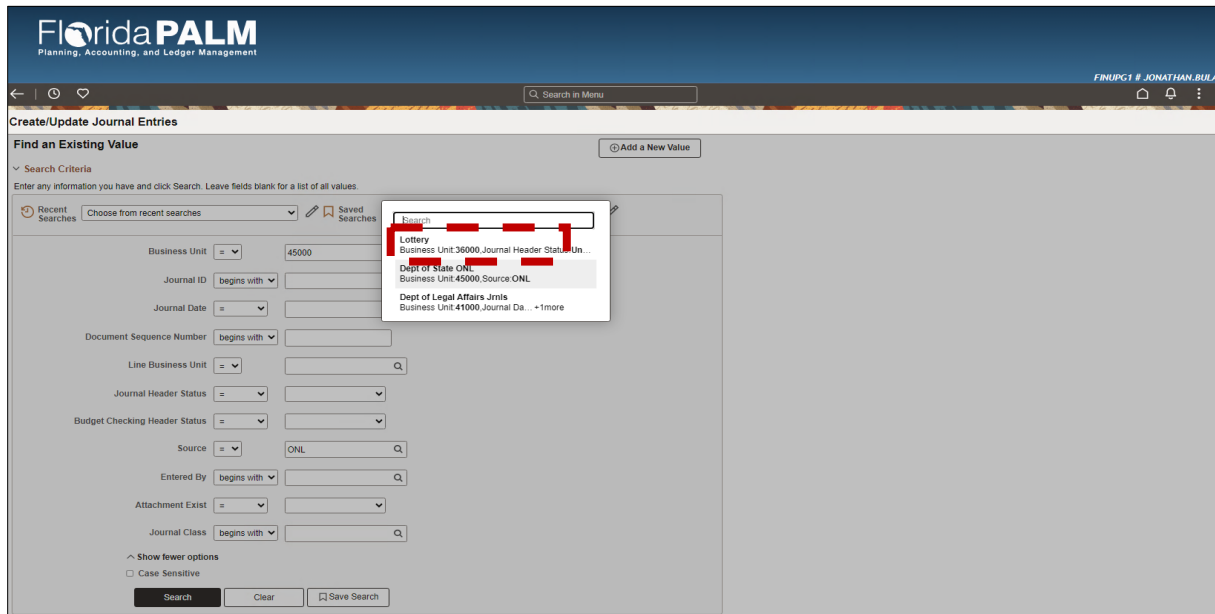 Florida PALM
Planning, Accounting, and Ledger Management
FINUPG1 # JONATHAN.BULA
Search in Menu
Create/Update Journal Entries
Find an Existing Value
Add a New Value
Search Criteria
Enter any information you have and click Search. Leave fields blank for a list of all values.
Recent Searches
Choose from recent searches
Saved Searches
Search
Lottery
Business Unit:36000,Journal Header Status:Un...
Dept of State ONL
Business Unit:45000,Source:ONL
Dept of Legal Affairs Jrnls
Business Unit:41000,Journal Da... +1more
Business Unit = 45000
Journal ID begins with
Journal Date =
Document Sequence Number begins with
Line Business Unit =
Journal Header Status =
Budget Checking Header Status =
Source = ONL
Entered By begins with
Attachment Exist =
Journal Class begins with
Show fewer options
Case Sensitive
Search Clear Save Search